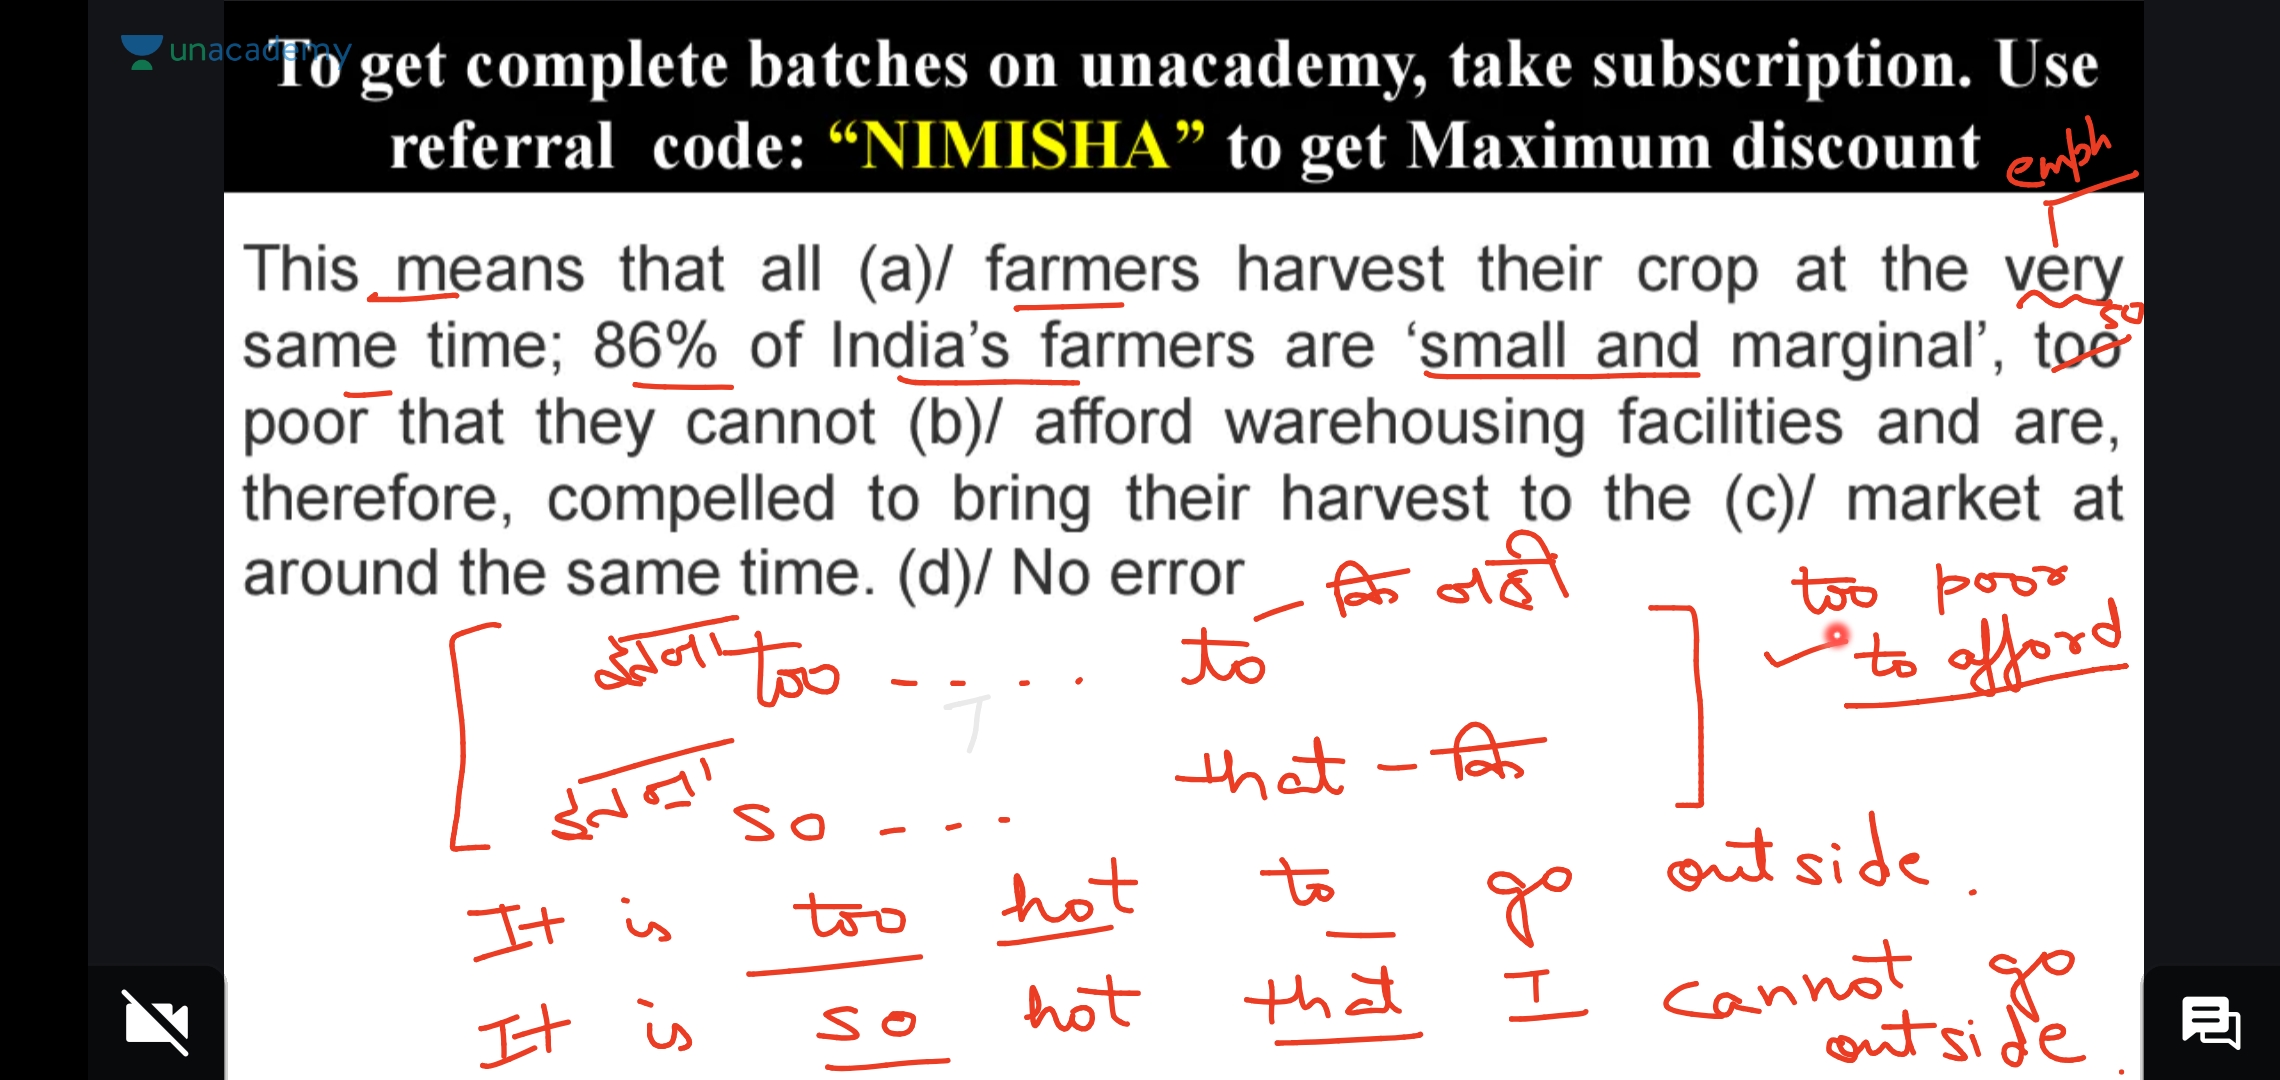 unacademy
To get complete batches on unacademy, take subscription. Use
referral code: “NIMISHA” to get Maximum discount
emph
This means that all (a)/ farmers harvest their crop at the very
same time; 86% of India’s farmers are ‘small and marginal’, too
so
poor that they cannot (b)/ afford warehousing facilities and are,
therefore, compelled to bring their harvest to the (c)/ market at
around the same time. (d)/ No error
इतना too - - - - to - कि नहीं
too poor
to afford
इतना so - - - that - कि
It is too hot to go outside.
It is so hot that I cannot go
outside.